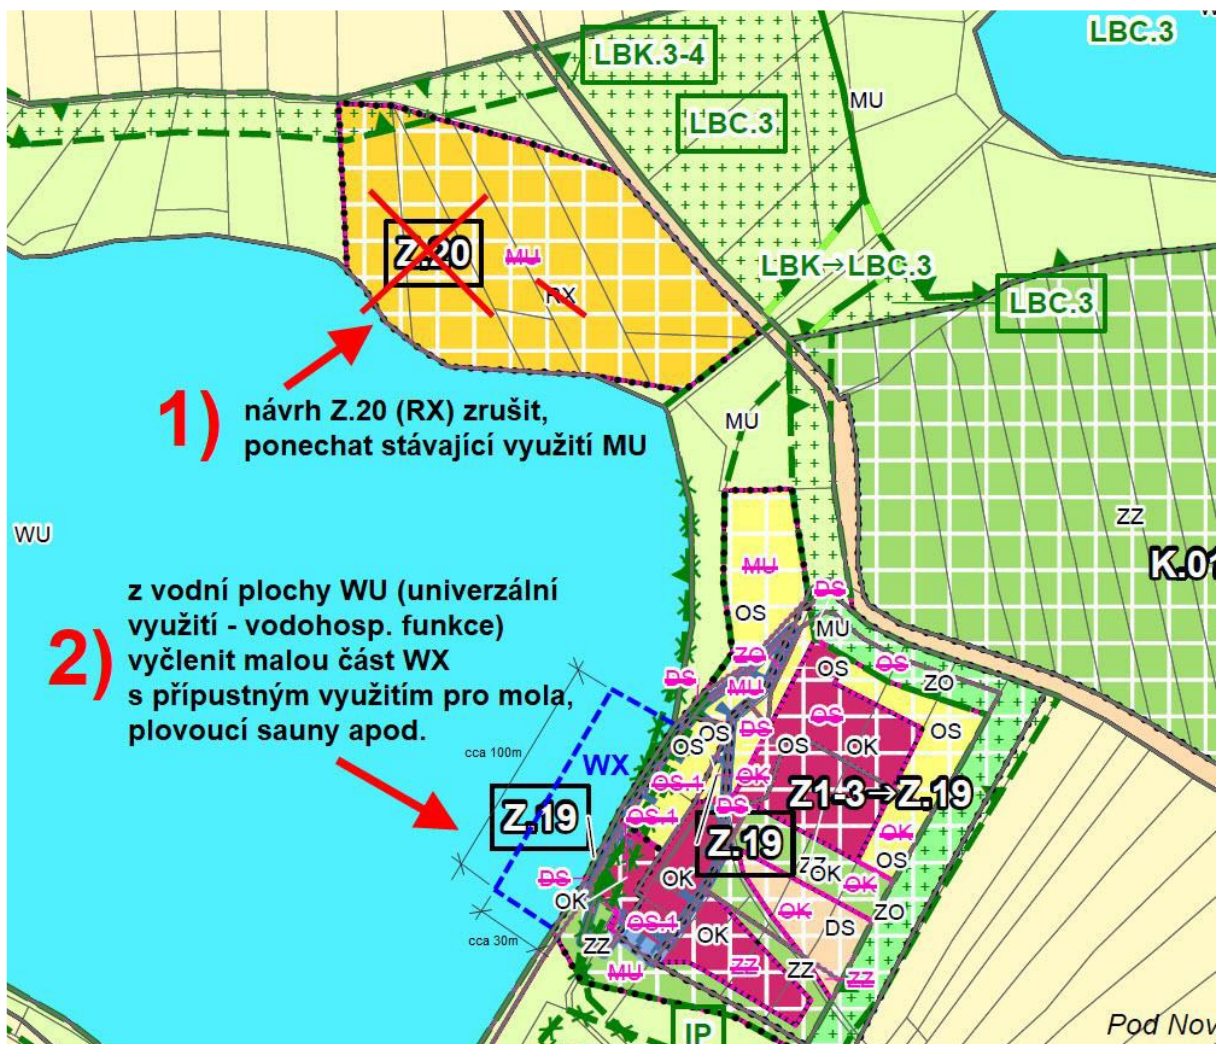 LBC.3
LBK.3-4
MU
LBC.3
Z.20
MU
RX
LBK→LBC.3
LBC.3
1)
návrh Z.20 (RX) zrušit,
ponechat stávající využití MU
MU
WU
ZZ
K.01
MU
OS
DS
MU
2)
z vodní plochy WU (univerzální
využití - vodohosp. funkce)
vyčlenit malou část WX
s přípustným využitím pro mola,
plovoucí sauny apod.
ZO
OS
OS
ZO
DS
MU
OS
DS
OS
OS
OS
OK
OS
cca 100m
WX
OS.1
OK
Z1-3→Z.19
DS
OS.1
Z.19
Z.19
OK
OS
ZZ
OK
DS
OK
OK
OK
ZO
OS.1
OK
DS
cca 30m
ZZ
MU
ZZ
ZZ
ZZ
IP
Pod Nov